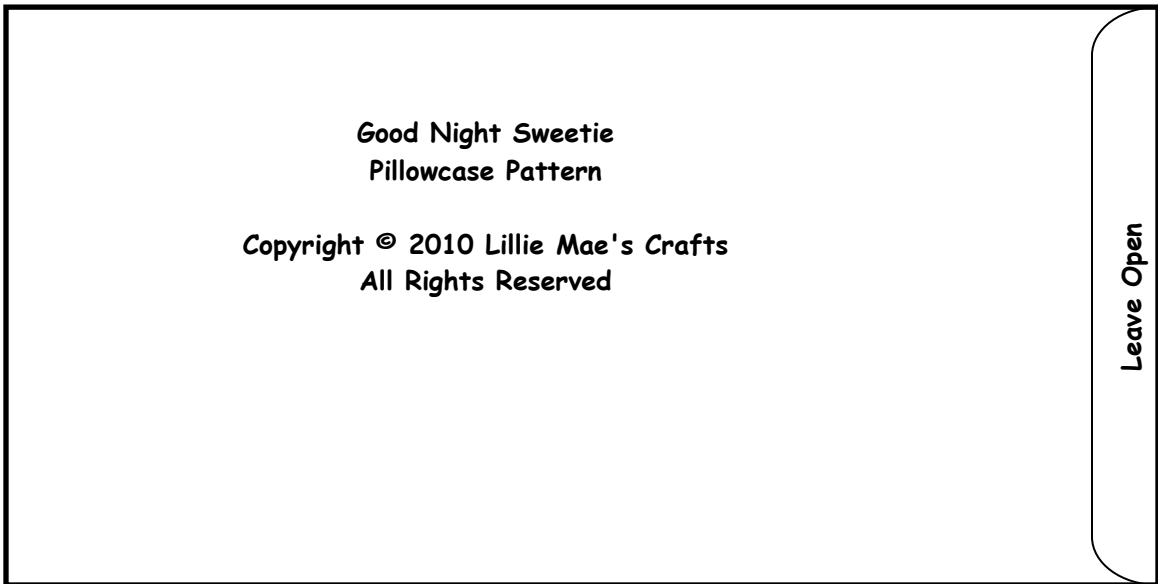 Good Night Sweetie
Pillowcase Pattern
Copyright © 2010 Lillie Mae's Crafts
All Rights Reserved
Leave Open